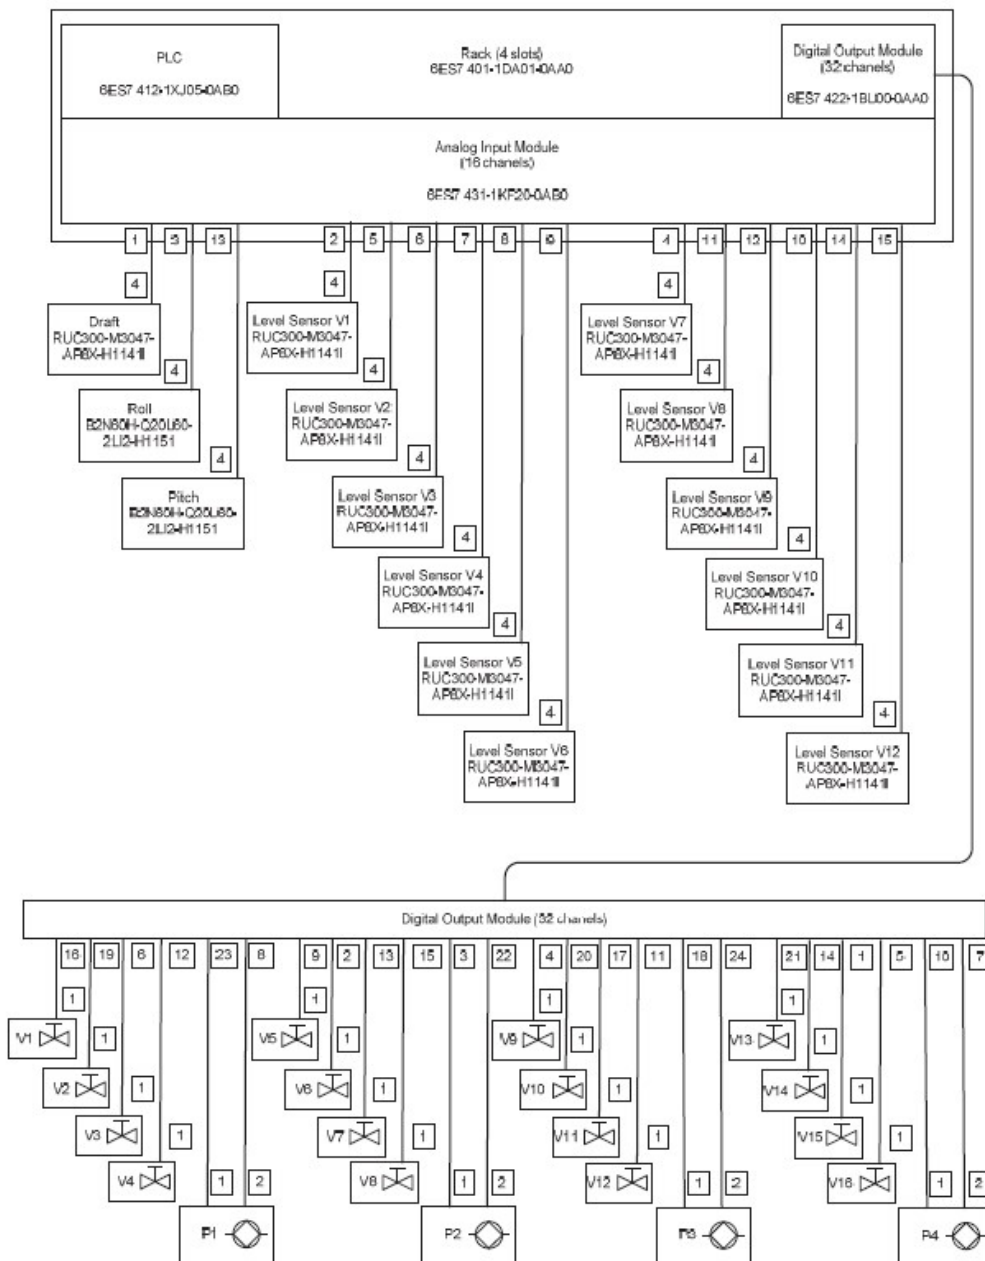 PLC
6ES7 412-1XJ05-0AB0
Rack (4 slots)
6ES7 401-1DA01-0AA0
Digital Output Module
(32 chanels)
6ES7 422-1BL00-0AA0
Analog Input Module
(16 chanels)
6ES7 431-1KF20-0AB0
1 3 13 2 5 6 7 8 9 4 11 12 10 14 15
4
4
4
Draft
RUC300-M3047-
AP8X-H1141
Level Sensor V1
RUC300-M3047-
AP8X-H1141
Level Sensor V7
RUC300-M3047-
AP8X-H1141
4
4
4
Roll
B2N60H-Q20L60-
2LI2-H1151
Level Sensor V2
RUC300-M3047-
AP8X-H1141
Level Sensor V8
RUC300-M3047-
AP8X-H1141
4
4
4
Pitch
B2N60H-Q20L60-
2LI2-H1151
Level Sensor V3
RUC300-M3047-
AP8X-H1141
Level Sensor V9
RUC300-M3047-
AP8X-H1141
4
4
Level Sensor V4
RUC300-M3047-
AP8X-H1141
Level Sensor V10
RUC300-M3047-
AP8X-H1141
4
4
Level Sensor V5
RUC300-M3047-
AP8X-H1141
Level Sensor V11
RUC300-M3047-
AP8X-H1141
4
4
Level Sensor V6
RUC300-M3047-
AP8X-H1141
Level Sensor V12
RUC300-M3047-
AP8X-H1141
Digital Output Module (32 chanels)
16 19 6 12 23 8 9 2 13 15 3 22 4 20 17 11 18 24 21 14 1 5 10 7
1 1 1 1
V1 V5 V9 V13
1 1 1 1
V2 V6 V10 V14
1 1 1 1
V3 V7 V11 V15
1 1 1 1
V4 V8 V12 V16
1 2 1 2 1 2 1 2
P1 P2 P3 P4